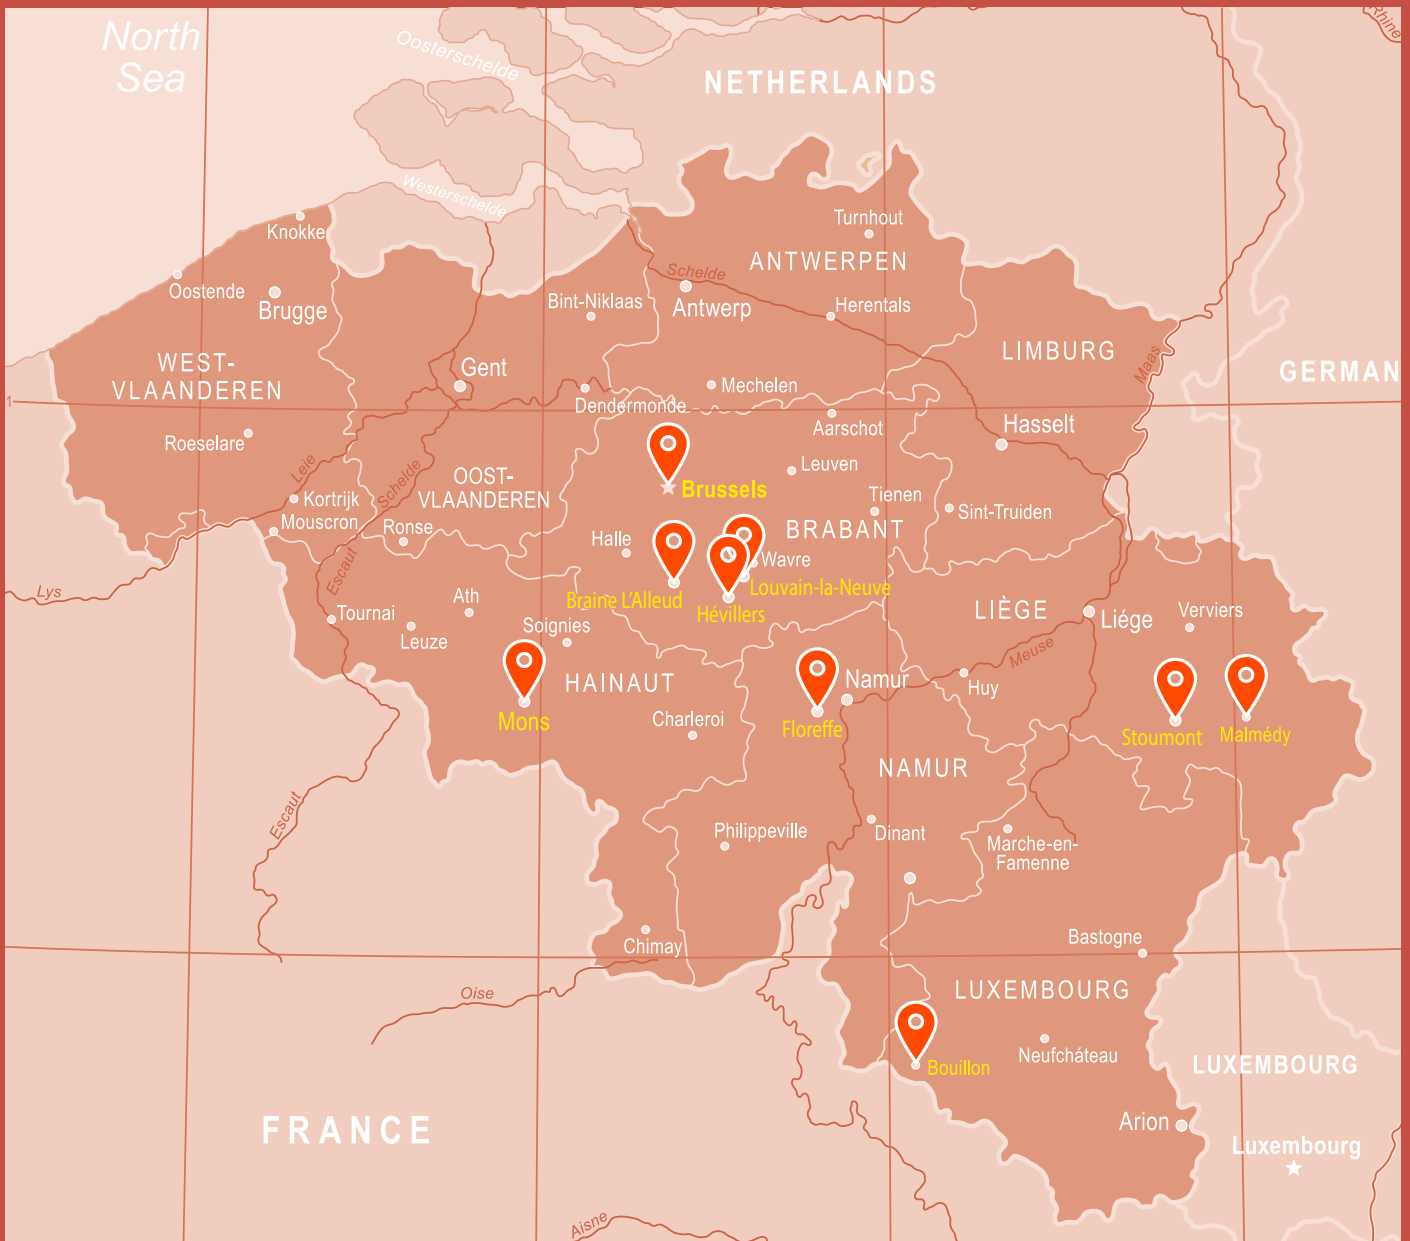 North
Sea
Oosterschelde
Rhine
NETHERLANDS
Westerschelde
Knokke
Turnhout
ANTWERPEN
Schelde
Oostende
Brugge
Bint-Niklaas
Antwerp
Herentals
WEST-
VLAANDEREN
LIMBURG
Maas
GERMAN
Gent
Mechelen
1
Dendermonde
Aarschot
Hasselt
Roeselare
Leie
Schelde
OOST-
VLAANDEREN
Brussels
Leuven
Tienen
Kortrijk
Mouscron
Ronse
Sint-Truiden
Halle
BRABANT
Wavre
Lys
Escaut
Braine L'Alleud
Louvain-la-Neuve
Hévillers
Ath
Tournai
Leuze
Soignies
LIÈGE
Liége
Verviers
Meuse
HAINAUT
Namur
Huy
Mons
Charleroi
Floreffe
Stoumont
Malmédy
NAMUR
Escaut
Philippeville
Dinant
Marche-en-
Famenne
Chimay
Bastogne
Oise
LUXEMBOURG
Neufcháteau
Bouillon
LUXEMBOURG
FRANCE
Arion
Luxembourg
Aisne